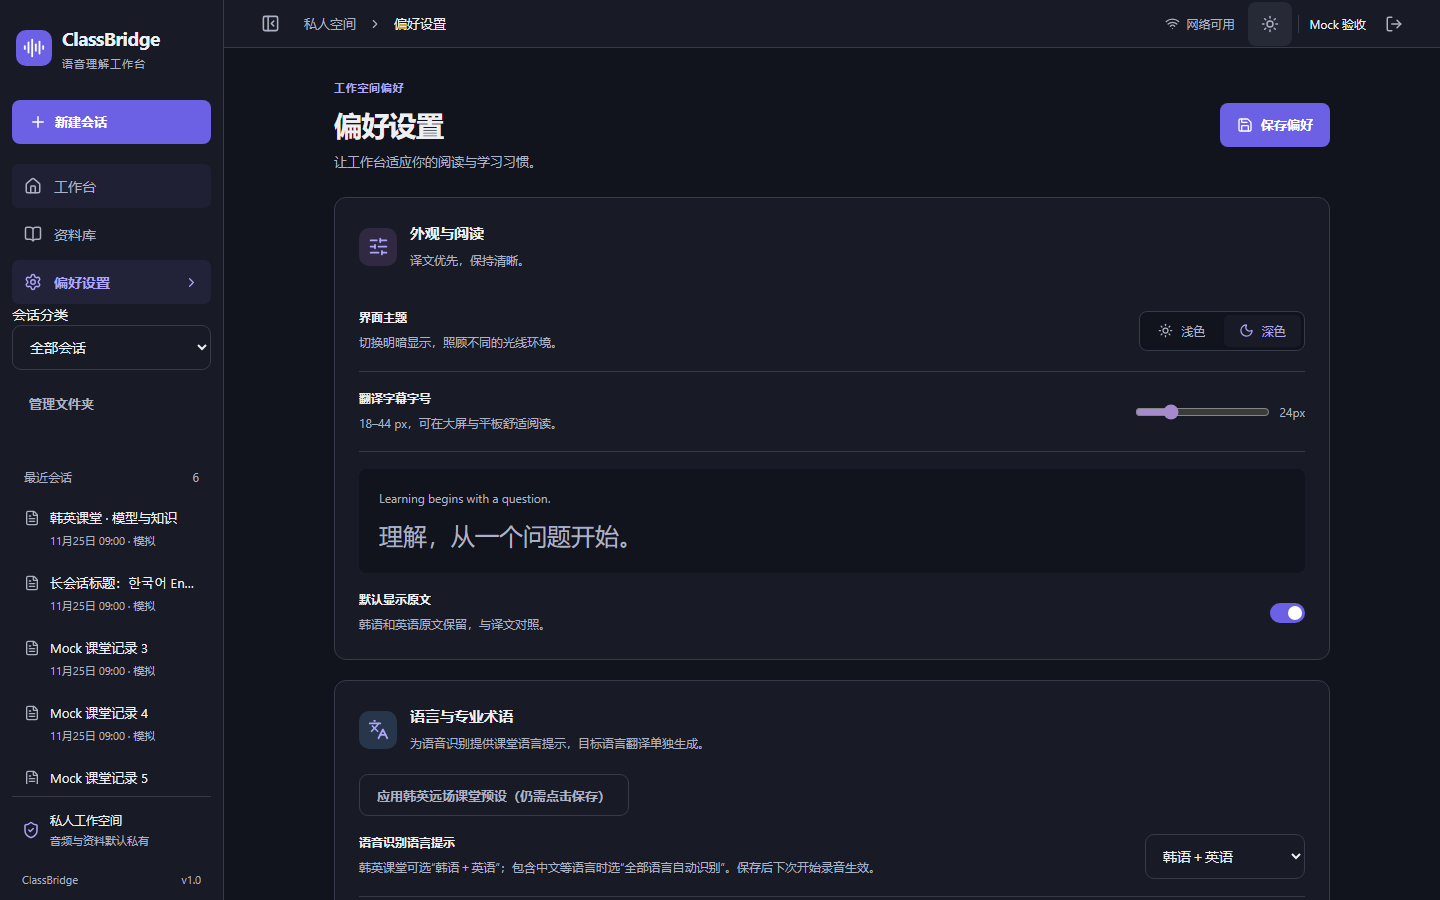 ClassBridge
语音理解工作台
新建会话
工作台
资料库
偏好设置
会话分类
全部会话
管理文件夹
最近会话 6
韩英课堂 · 模型与知识
11月25日 09:00 · 模拟
长会话标题：한국어 En...
11月25日 09:00 · 模拟
Mock 课堂记录 3
11月25日 09:00 · 模拟
Mock 课堂记录 4
11月25日 09:00 · 模拟
Mock 课堂记录 5
私人工作空间
音频与资料默认私有
ClassBridge v1.0
私人空间 > 偏好设置
网络可用
Mock 验收
工作空间偏好
偏好设置
让工作台适应你的阅读与学习习惯。
保存偏好
外观与阅读
译文优先，保持清晰。
界面主题
切换明暗显示，照顾不同的光线环境。
浅色 深色
翻译字幕字号
18–44 px，可在大屏与平板舒适阅读。
24px
Learning begins with a question.
理解，从一个问题开始。
默认显示原文
韩语和英语原文保留，与译文对照。
语言与专业术语
为语音识别提供课堂语言提示，目标语言翻译单独生成。
应用韩英远场课堂预设（仍需点击保存）
语音识别语言提示
韩英课堂可选“韩语 + 英语”；包含中文等语言时选“全部语言自动识别”。保存后下次开始录音生效。
韩语 + 英语